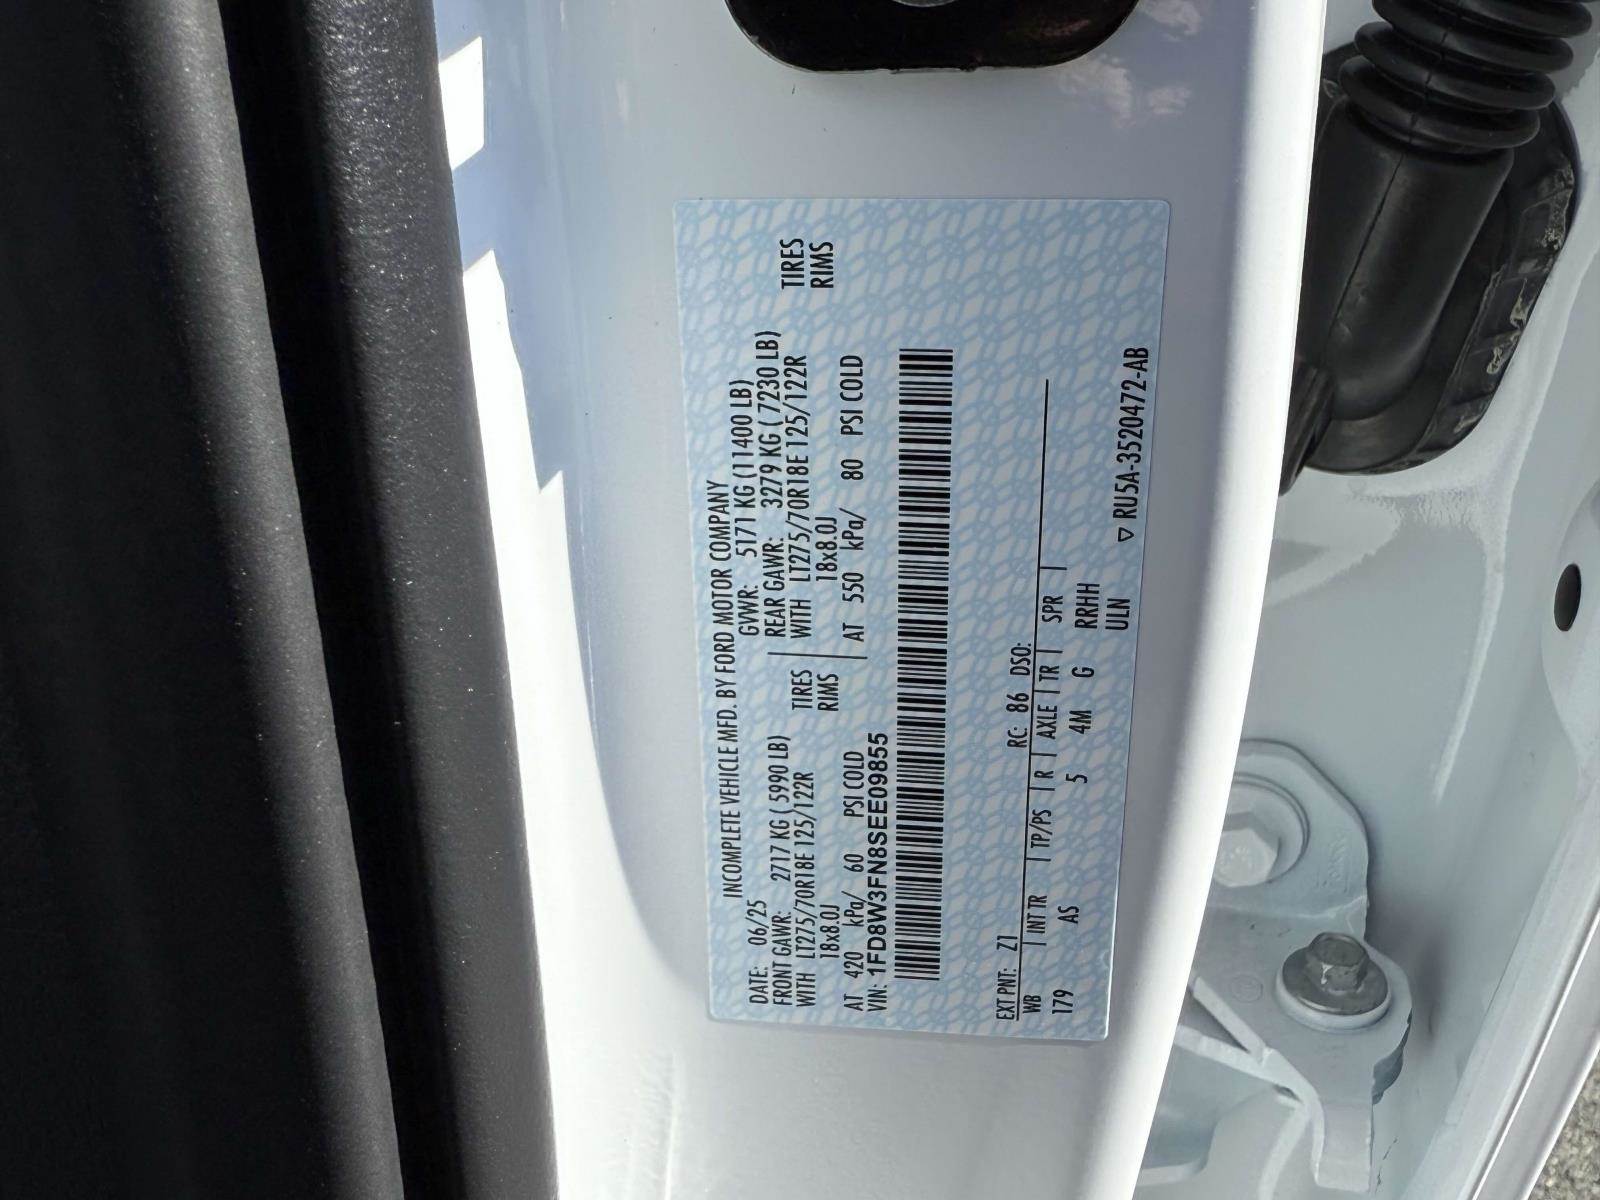 INCOMPLETE VEHICLE MFD. BY FORD MOTOR COMPANY
DATE: 06/25 GVWR: 5171 KG (11400 LB)
FRONT GAWR: 2717 KG ( 5990 LB) REAR GAWR: 3279 KG ( 7230 LB)
WITH LT275/70R18E 125/122R TIRES WITH LT275/70R18E 125/122R TIRES
18x8.0J RIMS 18x8.0J RIMS
AT 420 kPa/ 60 PSI COLD AT 550 kPa/ 80 PSI COLD
VIN: 1FD8W3FN8SEE09855
EXT PNT: Z1 RC: 86 DSO:
WB INT TR TP/PS R AXLE TR SPR
179 AS 5 4M G RRHH
ULN
▽ RU5A-3520472-AB